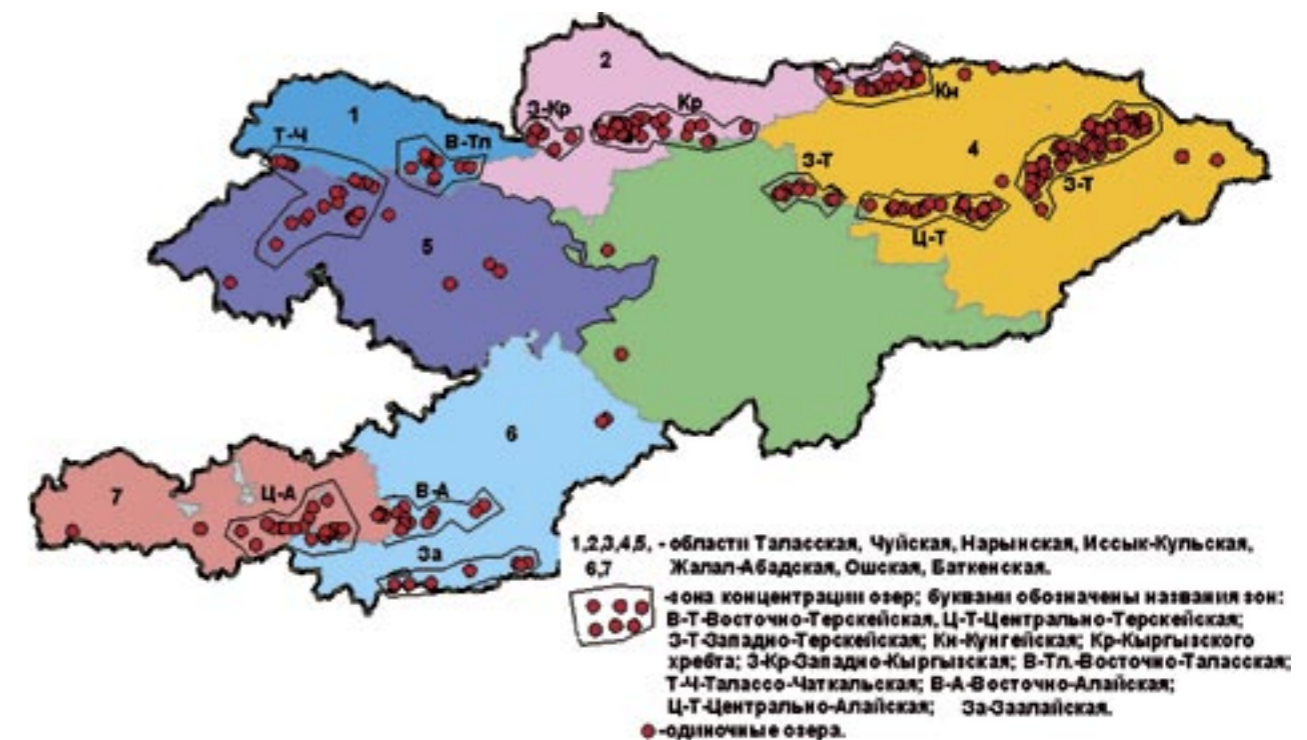 2
1
З-Кр
Кр
Кн
Т-Ч
В-Тл
4
З-Т
З-Т
Ц-Т
5
6
7
Ц-А
В-А
За
1,2,3,4,5, - области Таласская, Чуйская, Нарынская, Иссык-Кульская,
6,7 Жалал-Абадская, Ошская, Баткенская.
-зона концентрации озер; буквами обозначены названия зон:
В-Т-Восточно-Терскейская, Ц-Т-Центрально-Терскейская;
З-Т-Западно-Терскейская; Кн-Кунгейская; Кр-Кыргызского
хребта; З-Кр-Западно-Кыргызская; В-Тл.-Восточно-Таласская;
Т-Ч-Таласso-Чаткальская; В-А-Восточно-Алайская;
Ц-Т-Центрально-Алайская; За-Заалайская.
-одиночные озера.